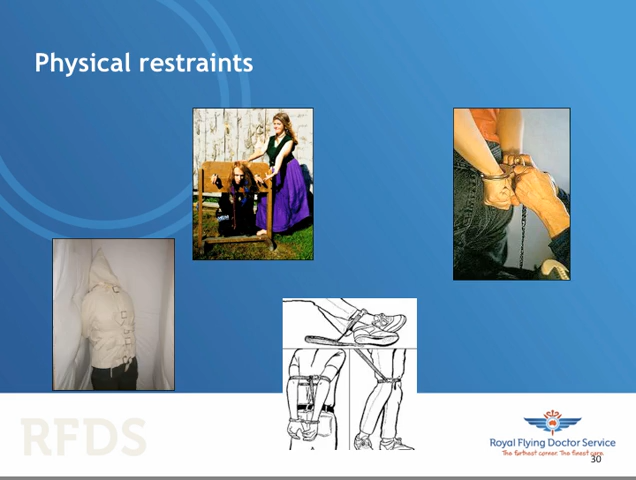 Physical restraints
RFDS
Royal Flying Doctor Service
The furthest corner. The finest care.
30